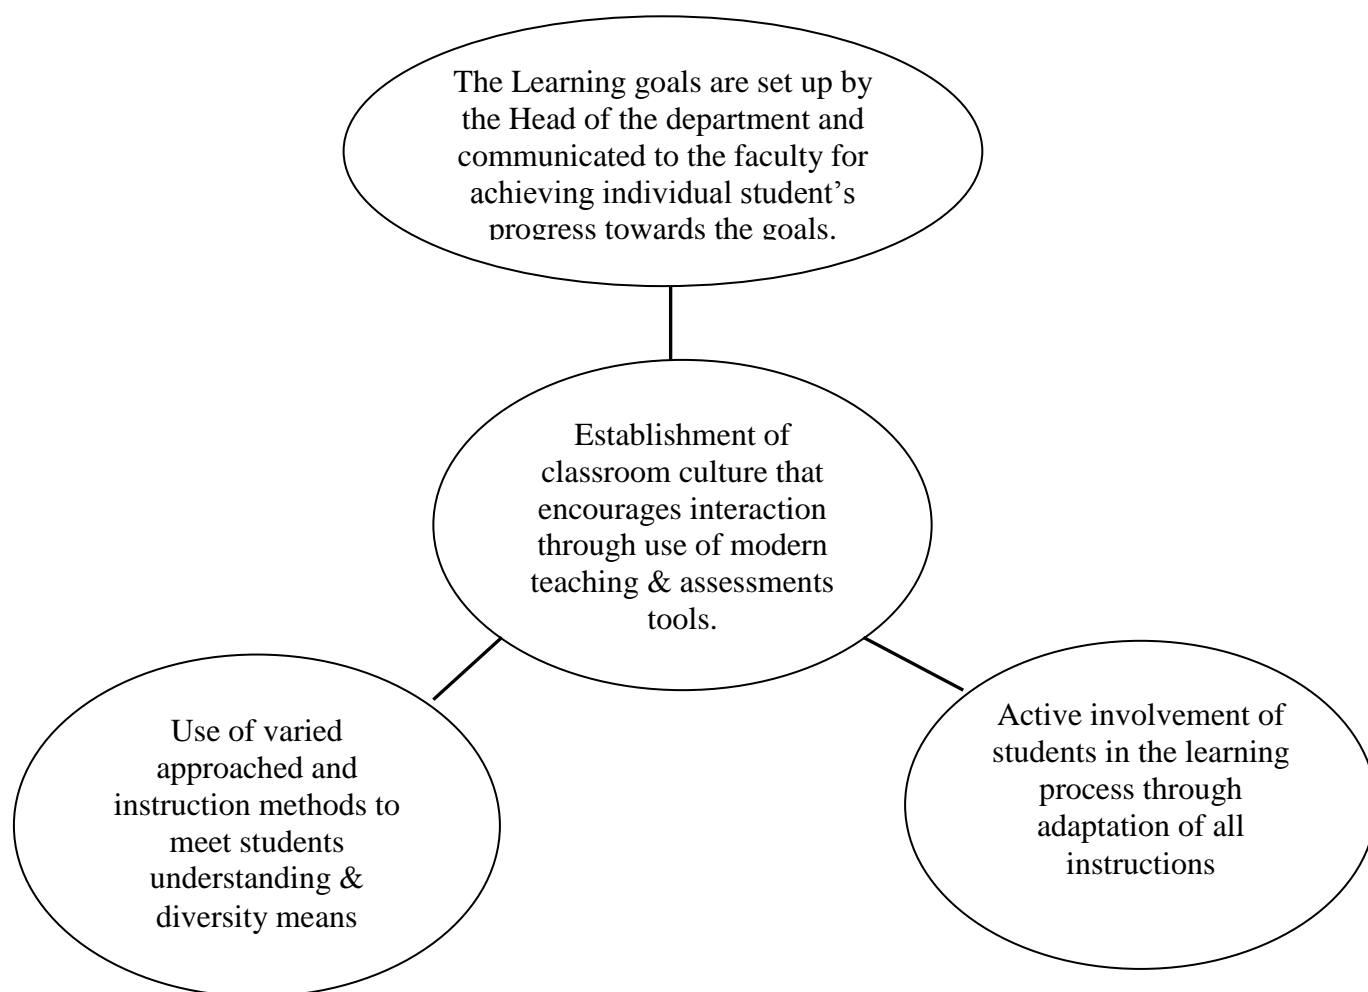 The Learning goals are set up by
the Head of the department and
communicated to the faculty for
achieving individual student’s
progress towards the goals.
Establishment of
classroom culture that
encourages interaction
through use of modern
teaching & assessments
tools.
Use of varied
approached and
instruction methods to
meet students
understanding &
diversity means
Active involvement of
students in the learning
process through
adaptation of all
instructions